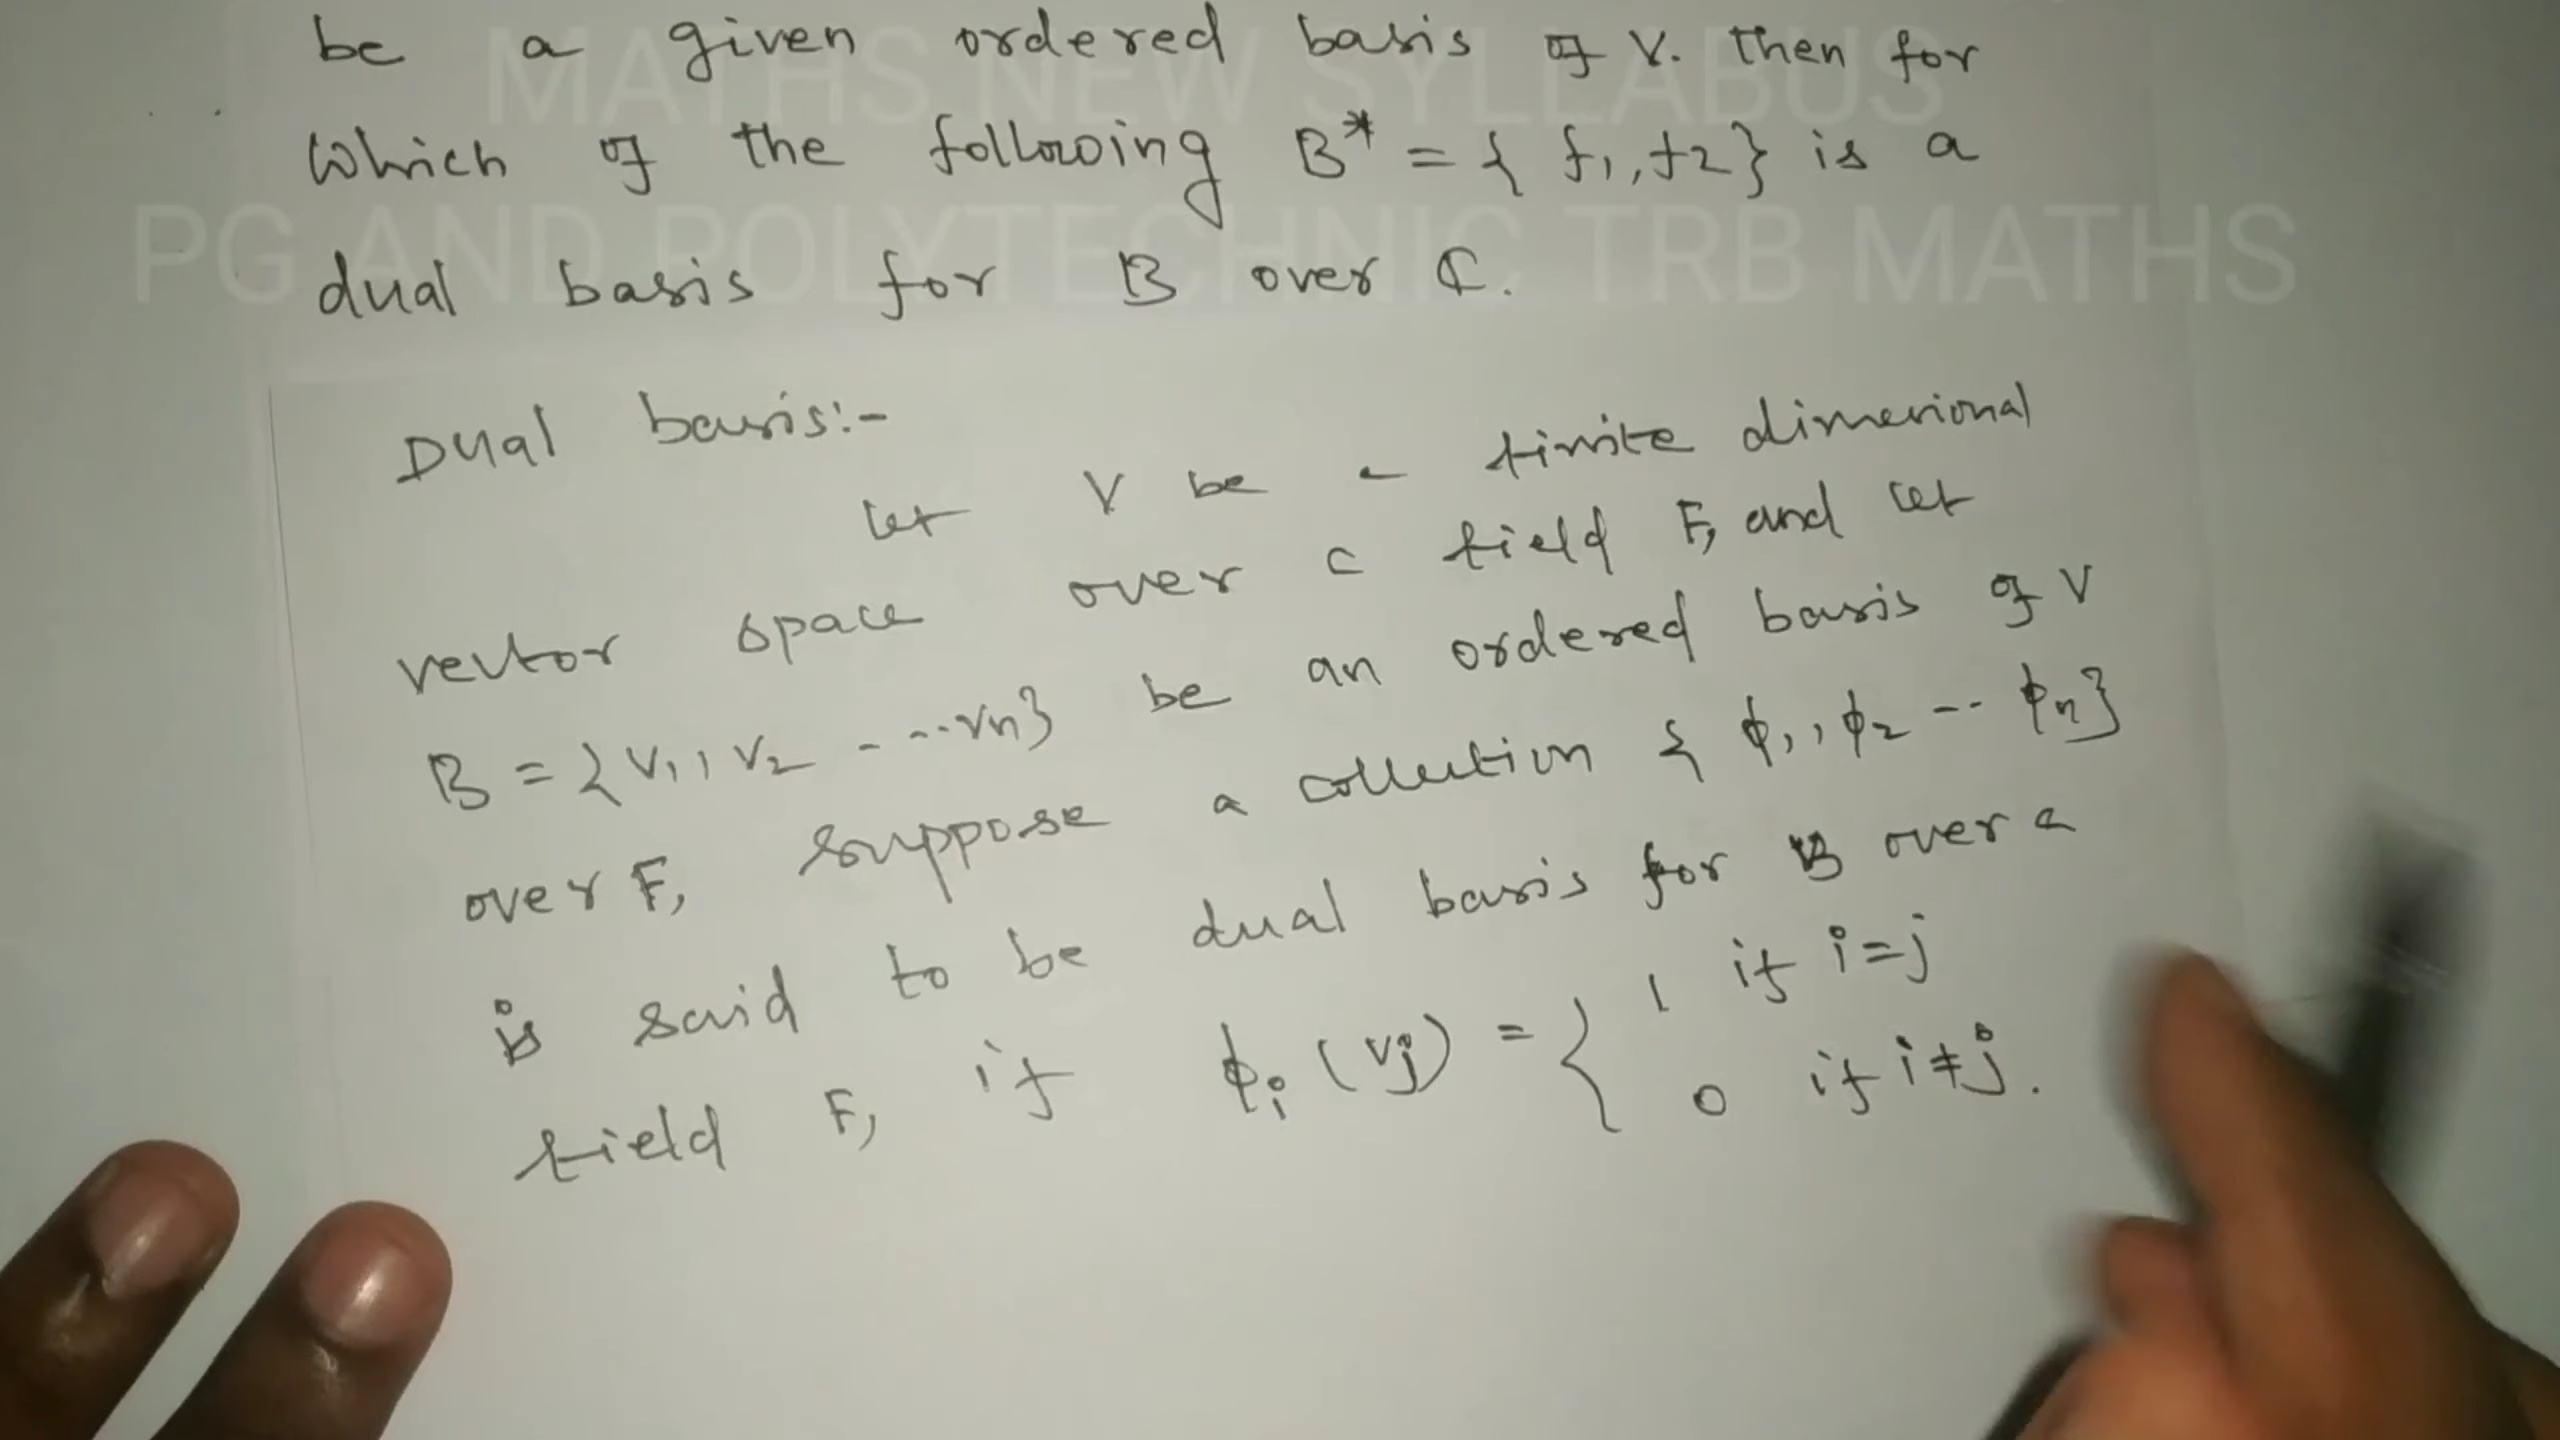 be a given ordered basis of V. Then for
MATHS NEW SYLLABUS
which of the following B* = { f1, f2} is a
PG AND POLYTECHNIC TRB MATHS
dual basis for B over ℂ.
Dual basis:-
Let V be a finite dimensional
vector space over a field F, and let
B = {v1, v2 - ---vn} be an ordered basis of V
over F, suppose a collection { ϕ1, ϕ2 --- ϕn}
is said to be dual basis for B over a
field F, if ϕi (vj) = { 1 if i=j
0 if i≠j.